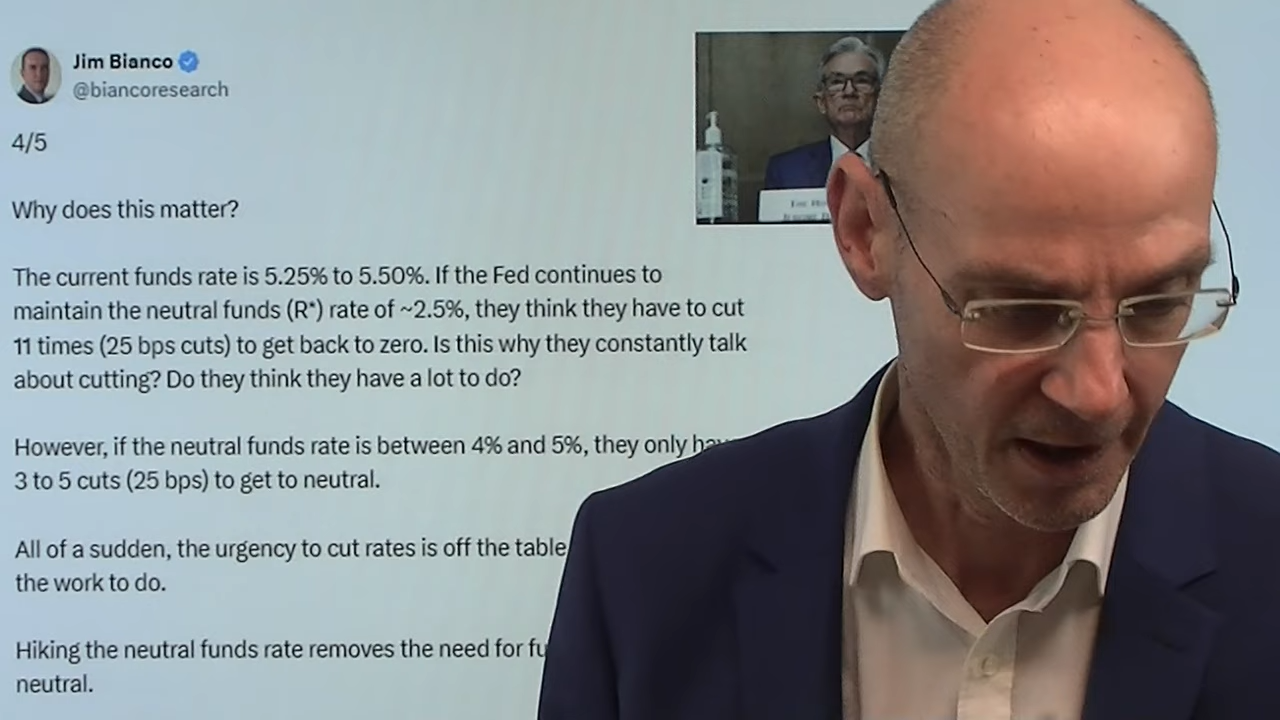 Jim Bianco
@biancoresearch
4/5
Why does this matter?
The current funds rate is 5.25% to 5.50%. If the Fed continues to
maintain the neutral funds (R*) rate of ~2.5%, they think they have to cut
11 times (25 bps cuts) to get back to zero. Is this why they constantly talk
about cutting? Do they think they have a lot to do?
However, if the neutral funds rate is between 4% and 5%, they only
3 to 5 cuts (25 bps) to get to neutral.
All of a sudden, the urgency to cut rates is off the table
the work to do.
Hiking the neutral funds rate removes the need for
neutral.